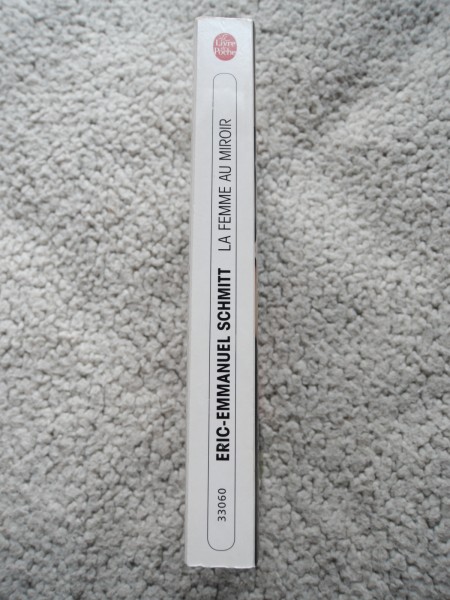 Le Livre
de Poche
ERIC-EMMANUEL SCHMITT LA FEMME AU MIROIR
33060